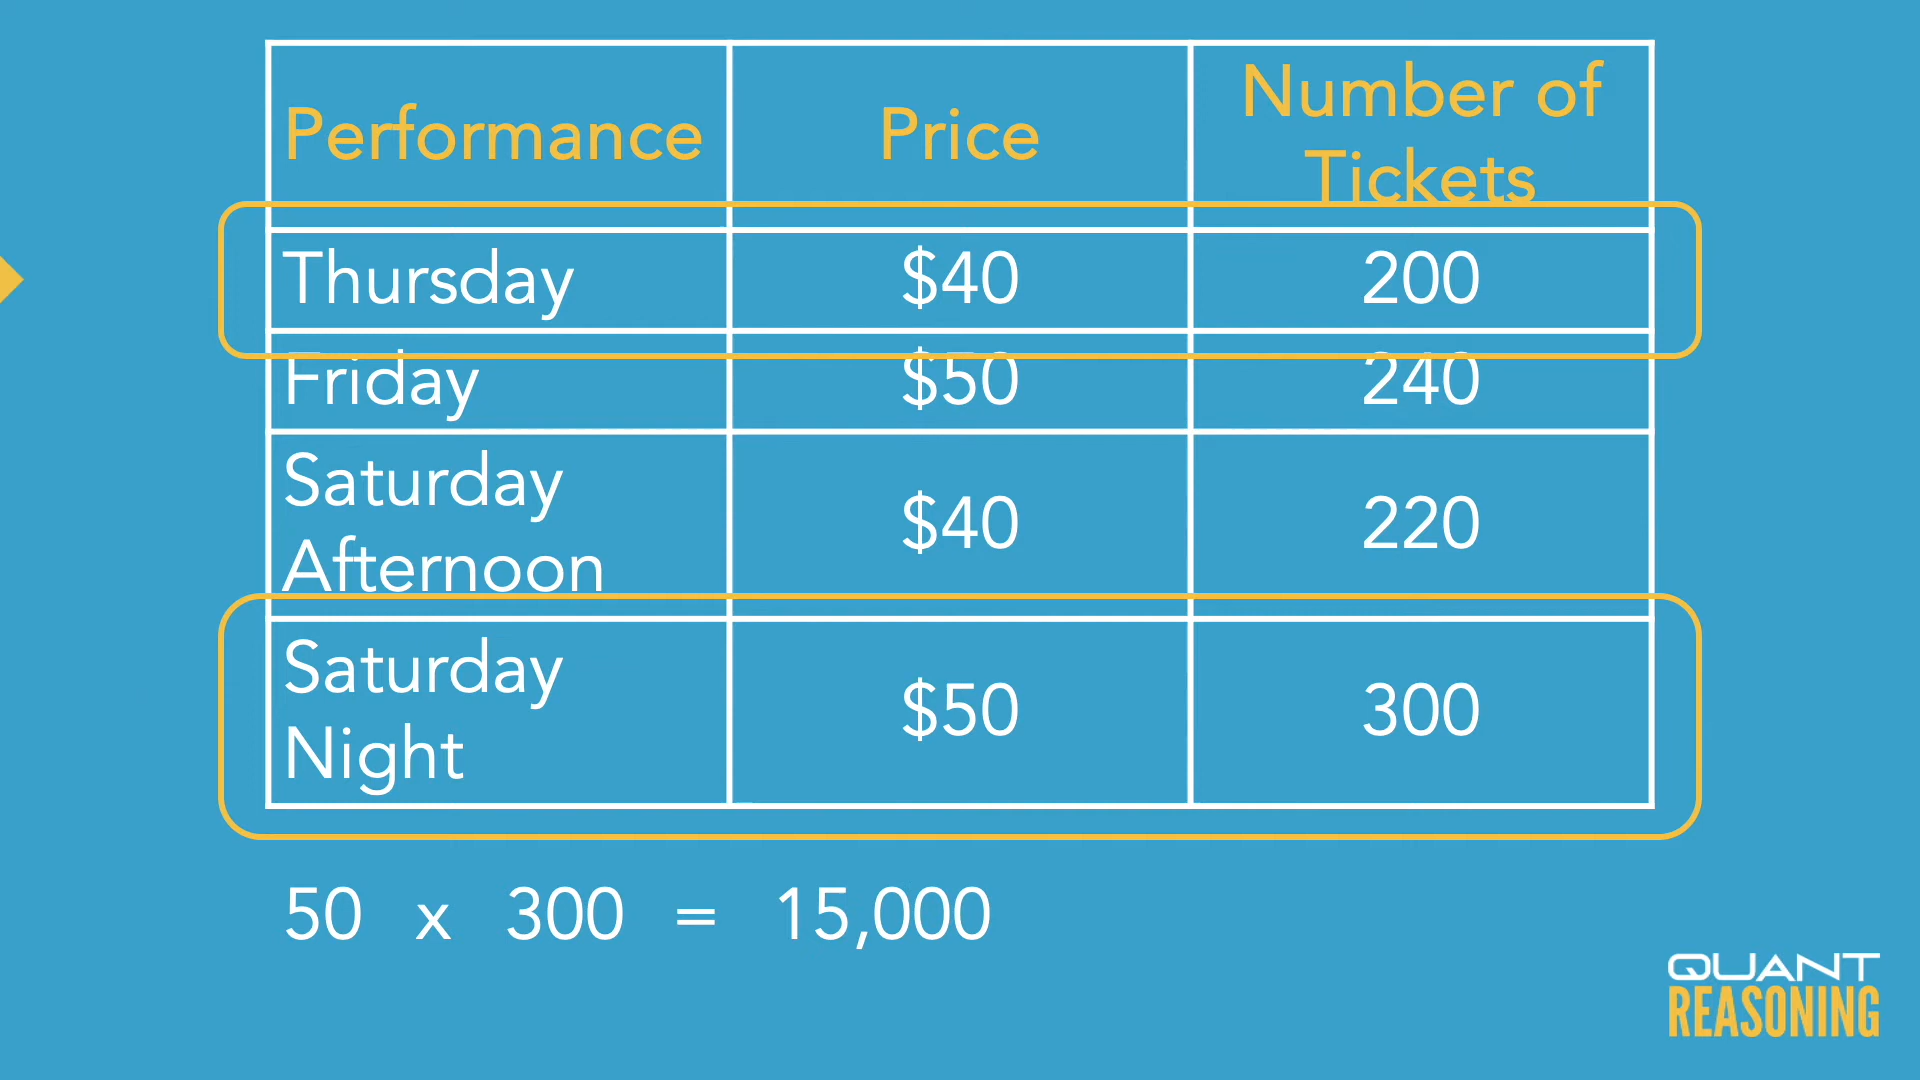 Performance
Price
Number of
Tickets
Thursday
$40
200
Friday
$50
240
Saturday
Afternoon
$40
220
Saturday
Night
$50
300
50 x 300 = 15,000
QUANT
REASONING